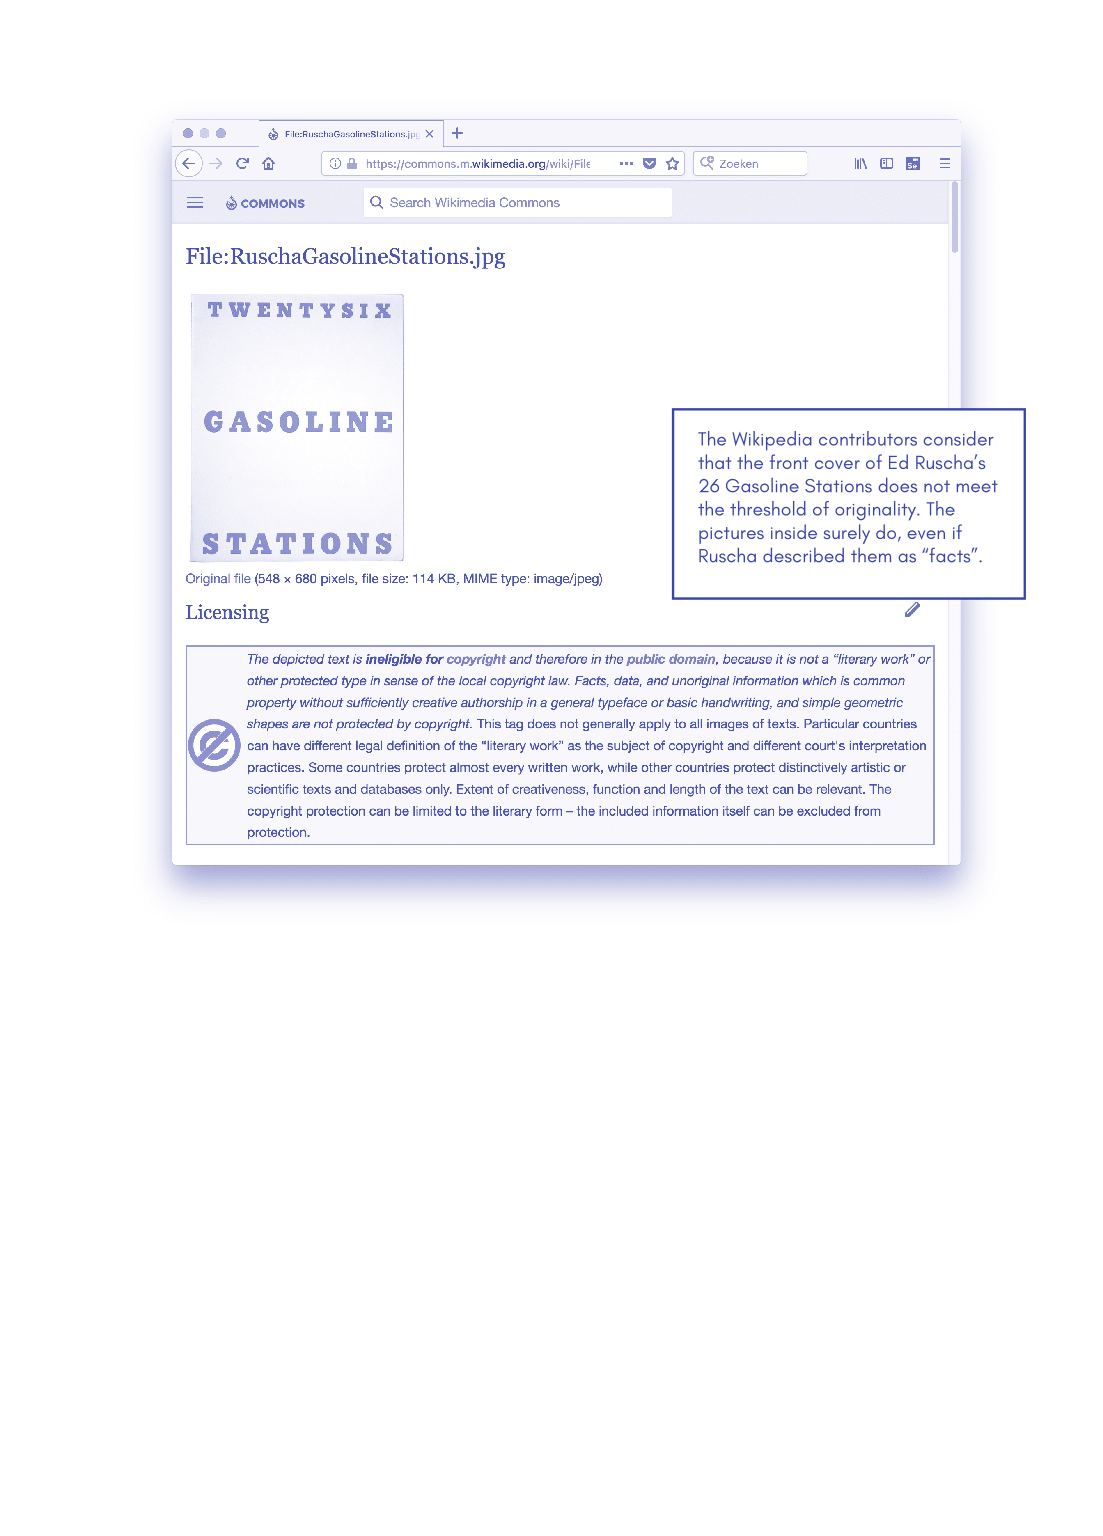 File:RuschaGasolineStations.jpg
https://commons.m.wikimedia.org/wiki/File
Zoeken
COMMONS
Search Wikimedia Commons
File:RuschaGasolineStations.jpg
TWENTYSIX
GASOLINE
STATIONS
Original file (548 × 680 pixels, file size: 114 KB, MIME type: image/jpeg)
The Wikipedia contributors consider
that the front cover of Ed Ruscha’s
26 Gasoline Stations does not meet
the threshold of originality. The
pictures inside surely do, even if
Ruscha described them as “facts”.
Licensing
The depicted text is ineligible for copyright and therefore in the public domain, because it is not a “literary work” or
other protected type in sense of the local copyright law. Facts, data, and unoriginal information which is common
property without sufficiently creative authorship in a general typeface or basic handwriting, and simple geometric
shapes are not protected by copyright. This tag does not generally apply to all images of texts. Particular countries
can have different legal definition of the “literary work” as the subject of copyright and different court's interpretation
practices. Some countries protect almost every written work, while other countries protect distinctively artistic or
scientific texts and databases only. Extent of creativeness, function and length of the text can be relevant. The
copyright protection can be limited to the literary form – the included information itself can be excluded from
protection.